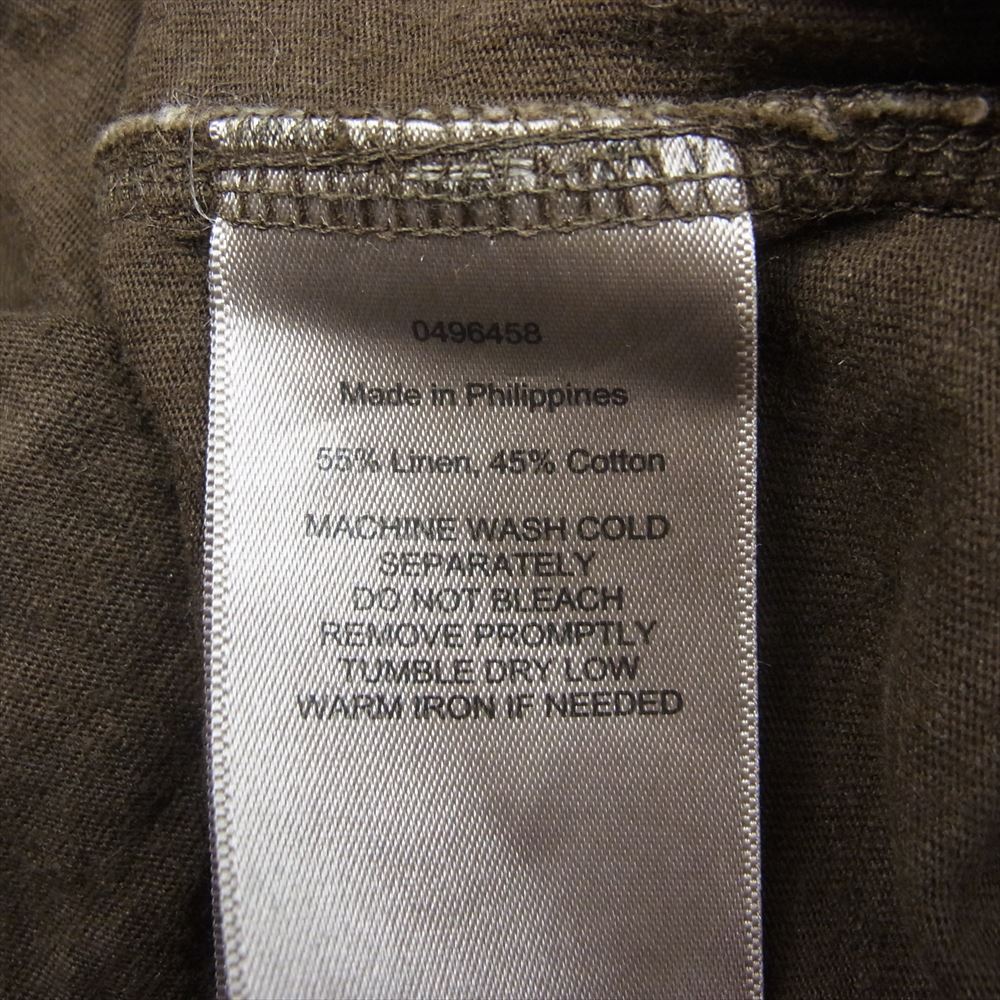 0496458
Made in Philippines
55% Linen, 45% Cotton
MACHINE WASH COLD
SEPARATELY
DO NOT BLEACH
REMOVE PROMPTLY
TUMBLE DRY LOW
WARM IRON IF NEEDED